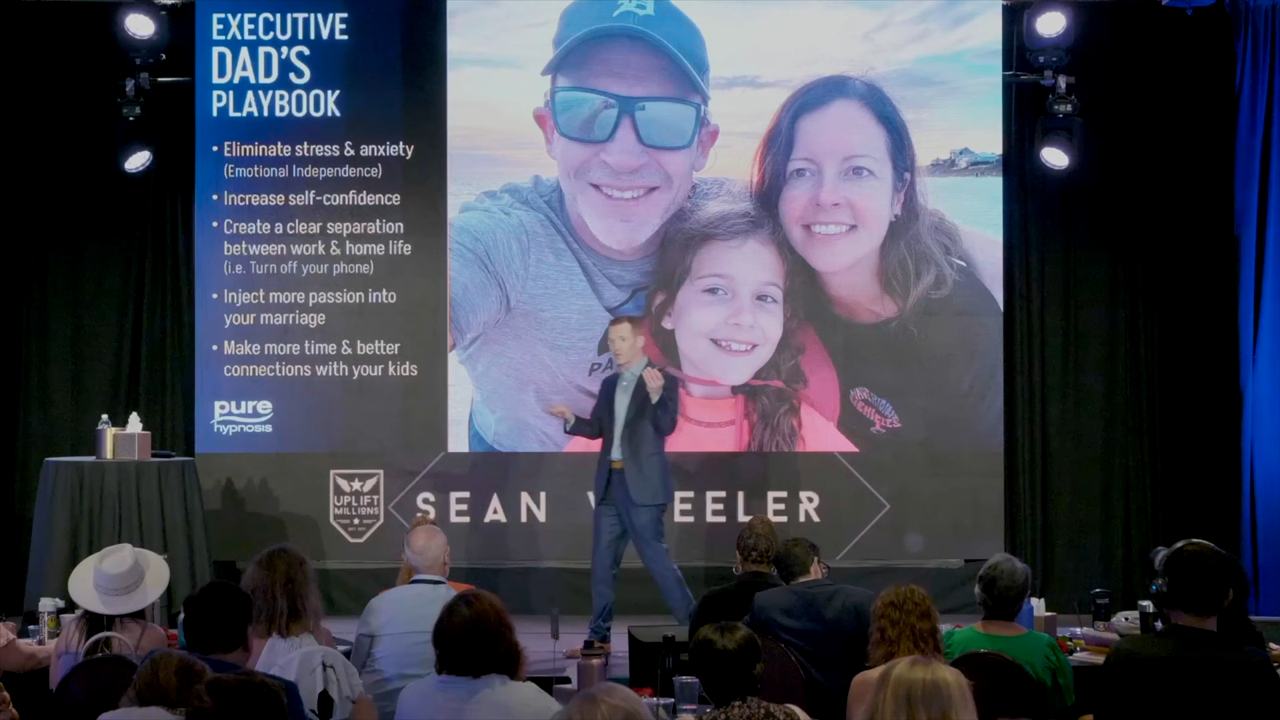 EXECUTIVE
DAD'S
PLAYBOOK
• Eliminate stress & anxiety
(Emotional Independence)
• Increase self-confidence
• Create a clear separation
between work & home life
(i.e. Turn off your phone)
• Inject more passion into
your marriage
• Make more time & better
connections with your kids
pure
hypnosis
UPLIFT
MILLIONS
SEAN W EELER